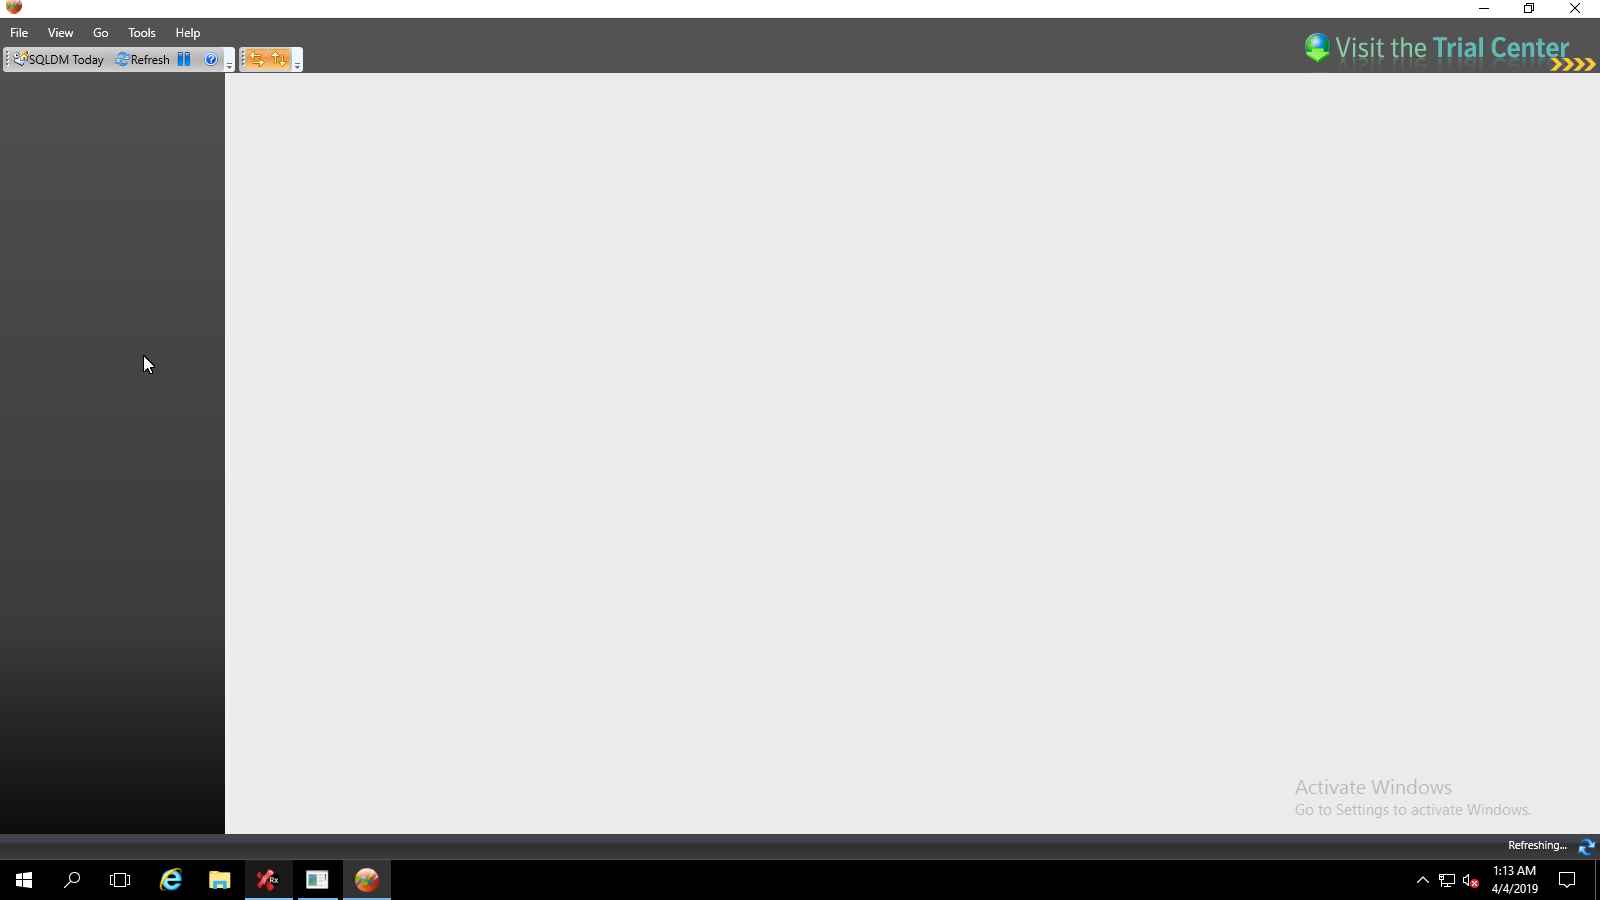 File View Go Tools Help
Visit the Trial Center
SQLDM Today Refresh
Activate Windows
Go to Settings to activate Windows.
Refreshing...
Rx
1:13 AM
4/4/2019